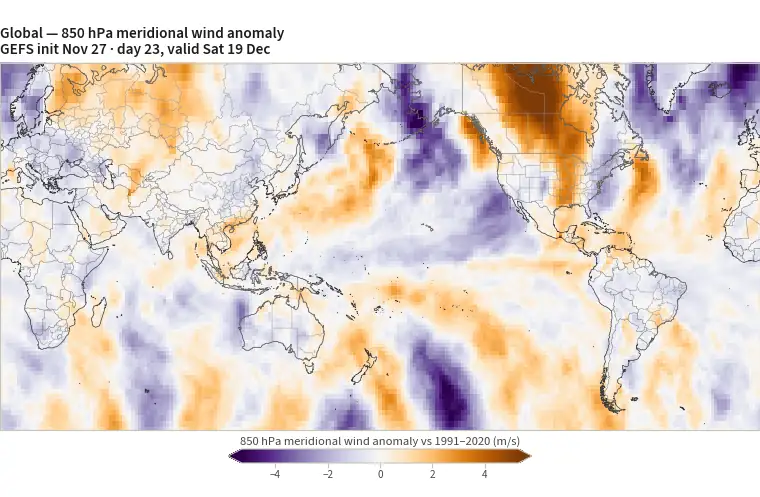 Global — 850 hPa meridional wind anomaly
GEFS init Nov 27 · day 23, valid Sat 19 Dec
850 hPa meridional wind anomaly vs 1991–2020 (m/s)
−4 −2 0 2 4